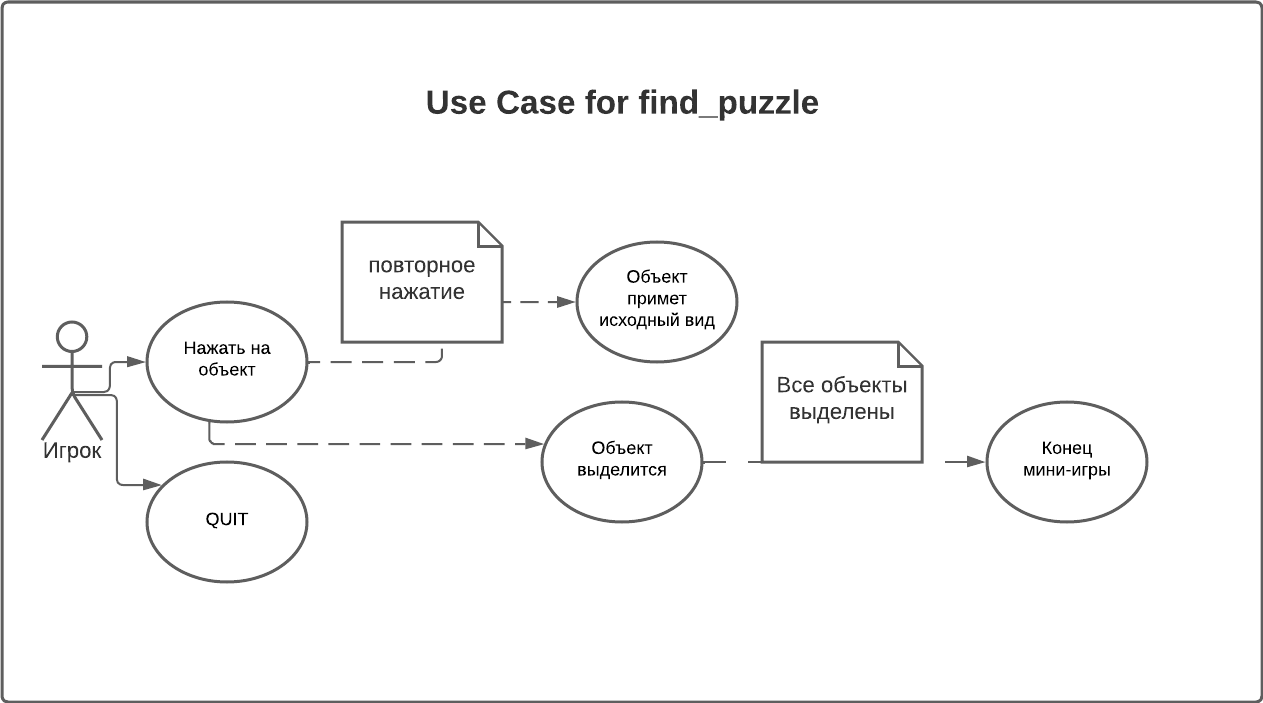 Use Case for find_puzzle
повторное
нажатие
Объект
примет
исходный вид
Нажать на
объект
Все объекты
выделены
Игрок
Объект
выделится
Конец
мини-игры
QUIT